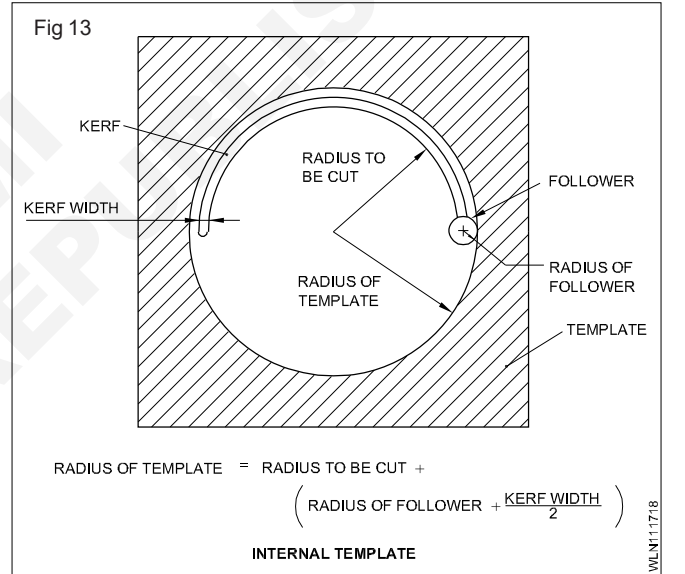 Fig 13
KERF
RADIUS TO
BE CUT
FOLLOWER
KERF WIDTH
RADIUS OF
FOLLOWER
RADIUS OF
TEMPLATE
TEMPLATE
RADIUS OF TEMPLATE = RADIUS TO BE CUT +
(RADIUS OF FOLLOWER + KERF WIDTH
2)
INTERNAL TEMPLATE
WLN111718